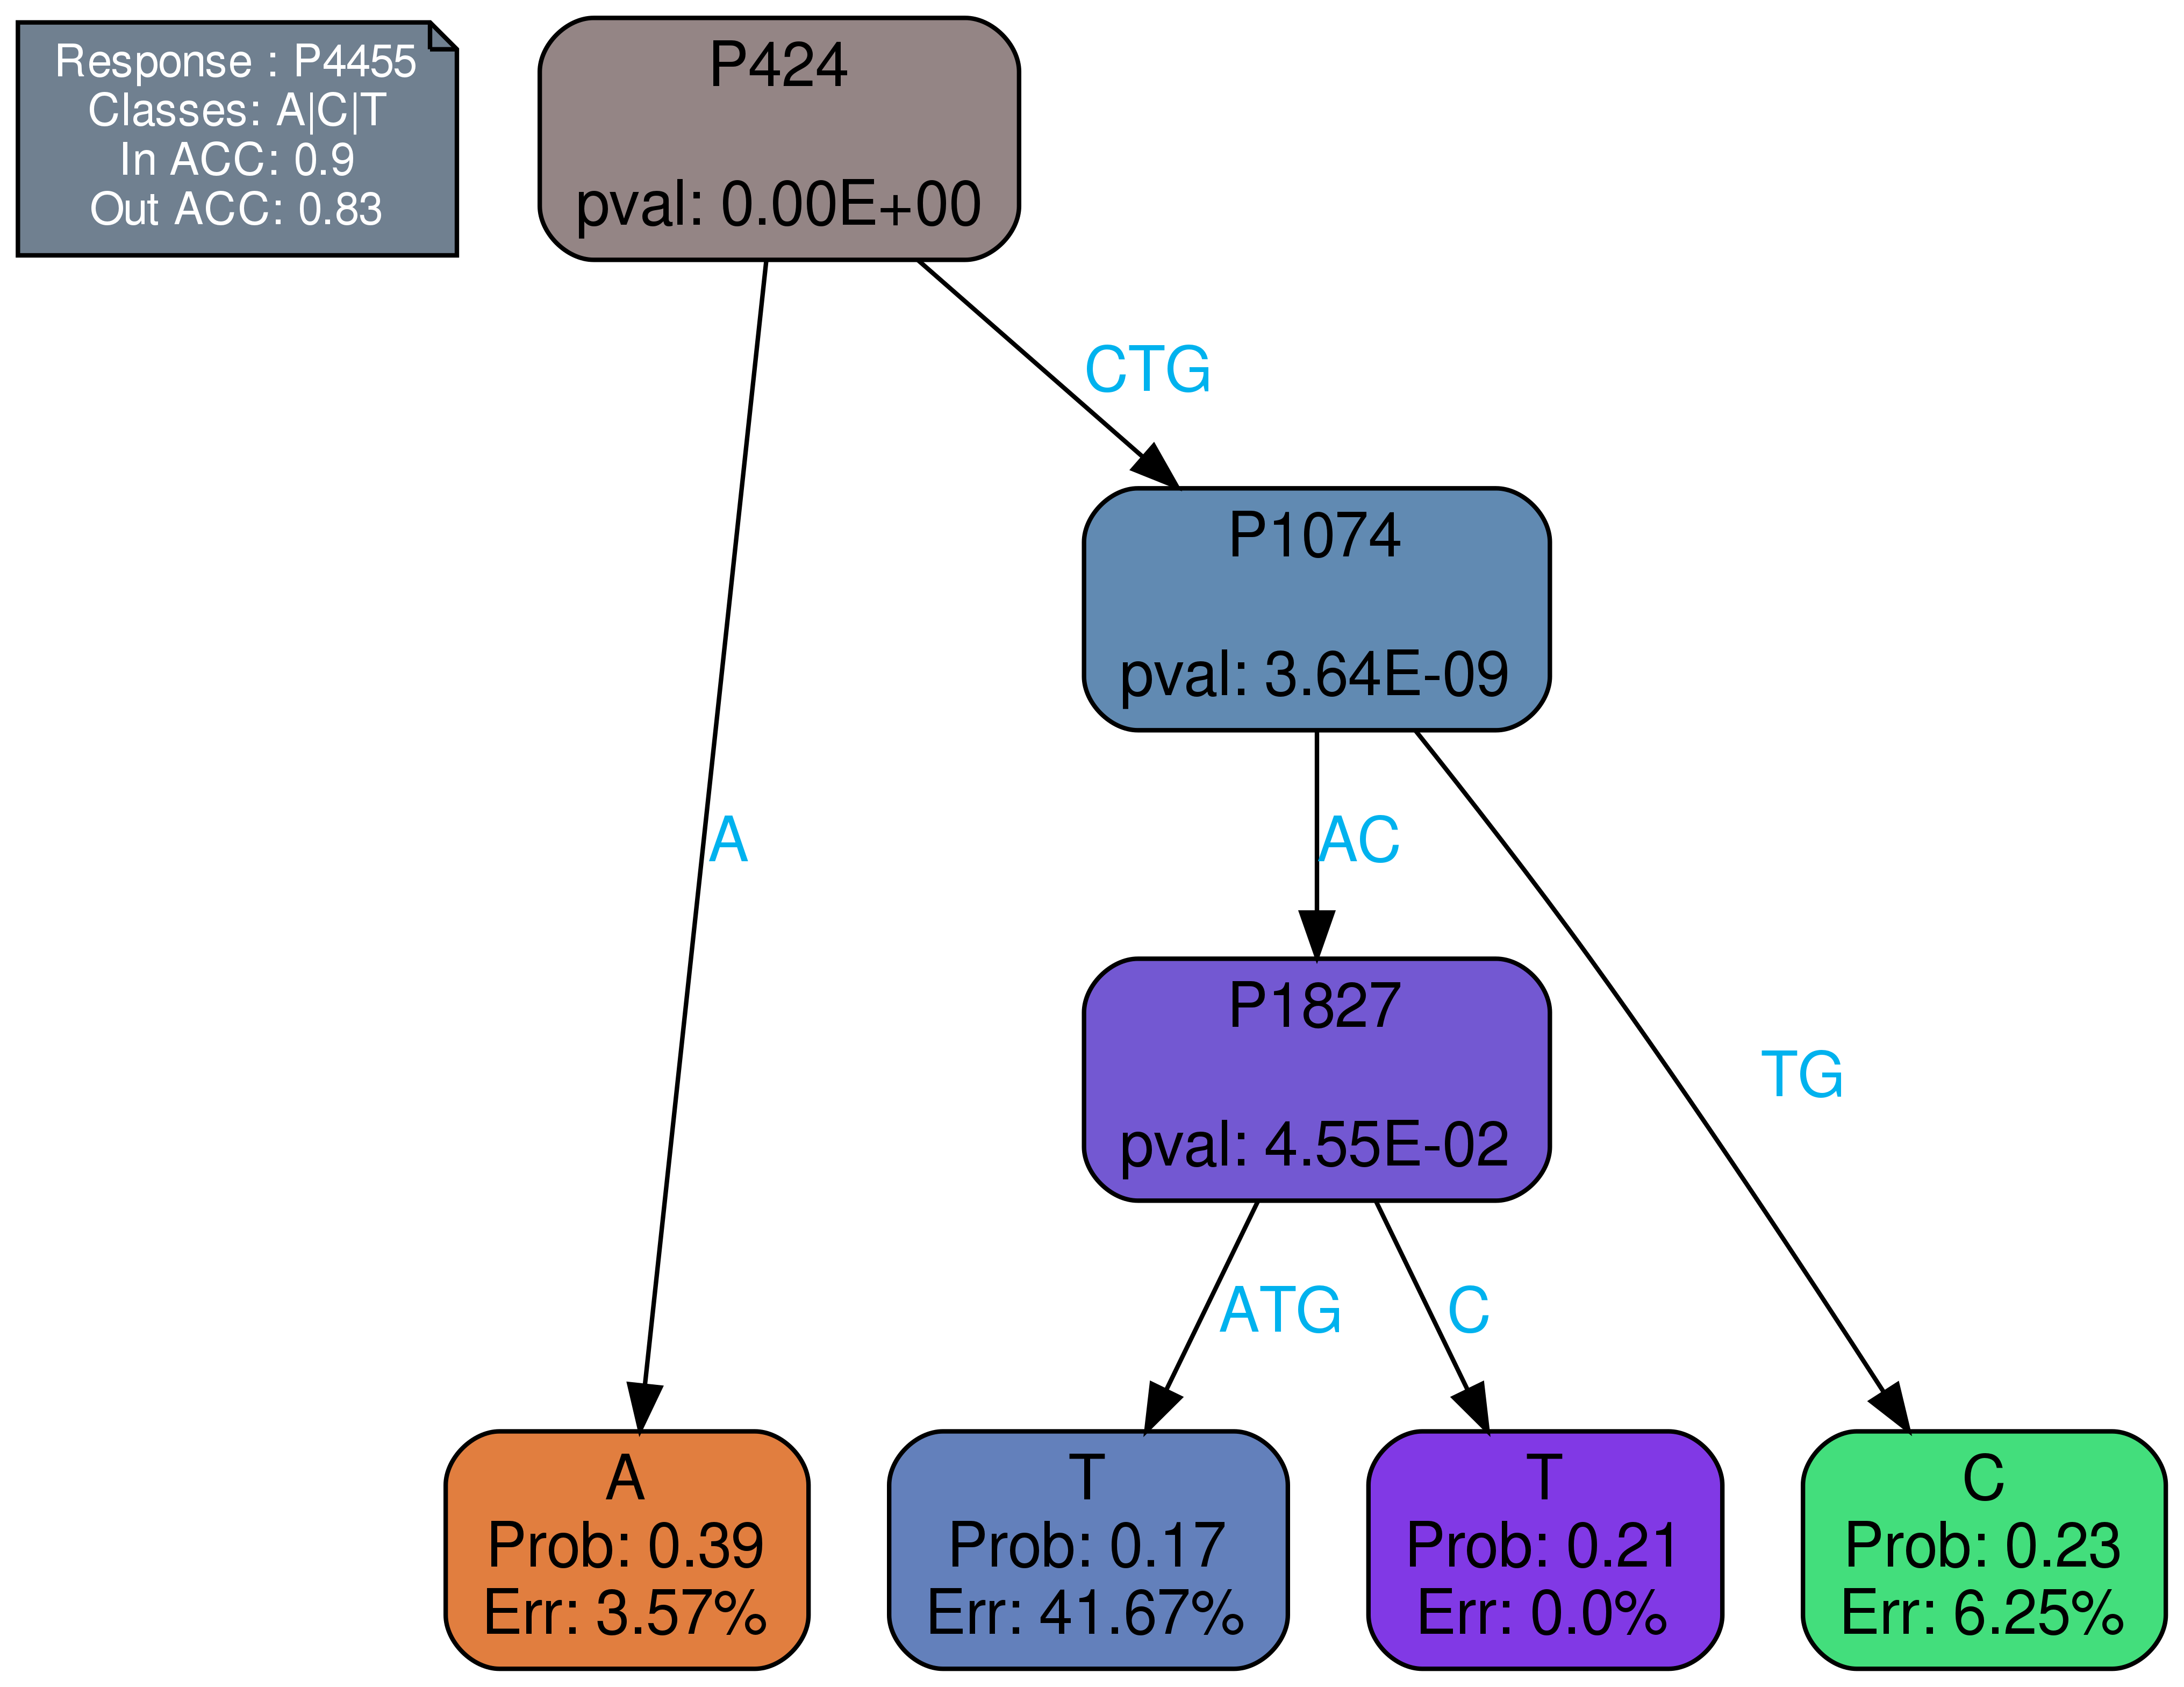 Response : P4455
Classes: A|C|T
In ACC: 0.9
Out ACC: 0.83
P424
pval: 0.00E+00
CTG
P1074
pval: 3.64E-09
A
AC
P1827
pval: 4.55E-02
TG
ATG
C
A
Prob: 0.39
Err: 3.57%
T
Prob: 0.17
Err: 41.67%
T
Prob: 0.21
Err: 0.0%
C
Prob: 0.23
Err: 6.25%